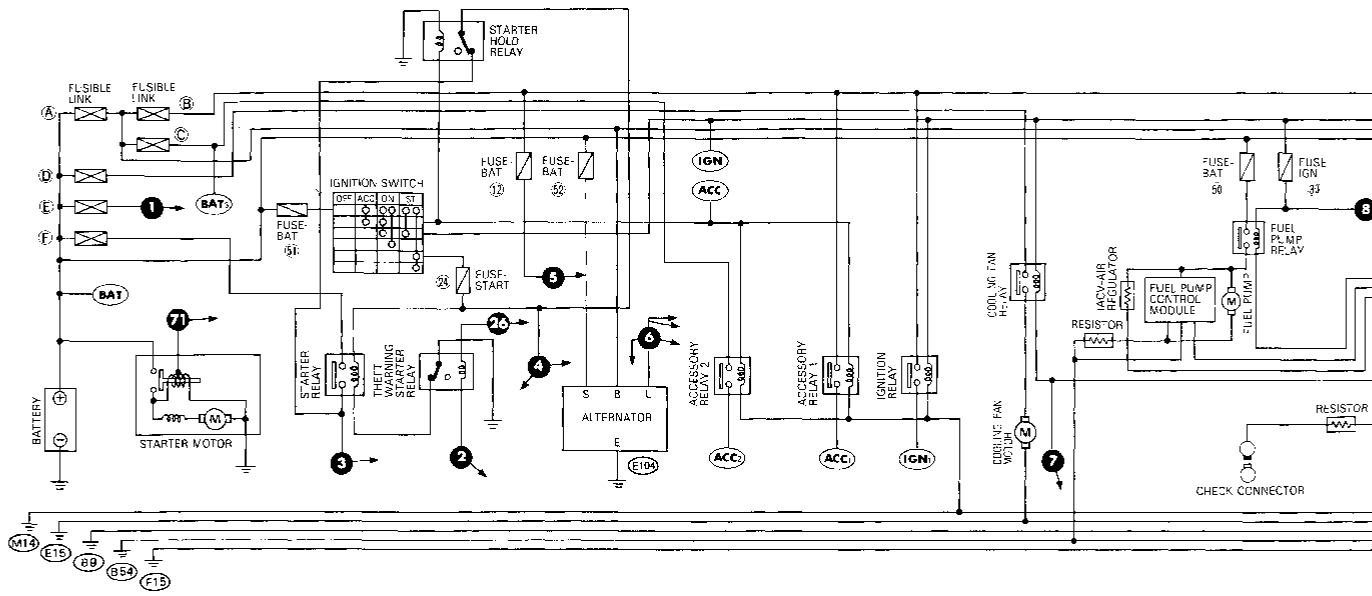 STARTER
HOLD
RELAY
FUSIBLE
LINK
FUSIBLE
LINK
A
B
C
D
E
F
1
BAT
71
BATTERY
STARTER MOTOR
IGNITION SWITCH
OFF ACC ON ST
FUSE-
BAT
51
24
FUSE-
START
FUSE-
BAT
12
FUSE-
BAT
52
5
26
4
6
STARTER
RELAY
THEFT
WARNING
STARTER
RELAY
3
2
S B L
ALTERNATOR
E
E104
IGN
ACC
ACCESSORY
RELAY 2
ACCESSORY
RELAY 1
IGNITION
RELAY
ACC2
ACC1
IGN1
COOLING FAN
RELAY
COOLING FAN
MOTOR
M
M
7
FUSE-
BAT
50
FUSE
IGN
8
FUEL
PUMP
RELAY
IACV-AIR
REGULATOR
FUEL PUMP
CONTROL
MODULE
M
FUEL PUMP
RESISTOR
RESISTOR
CHECK CONNECTOR
M14
E15
B9
B54
F15